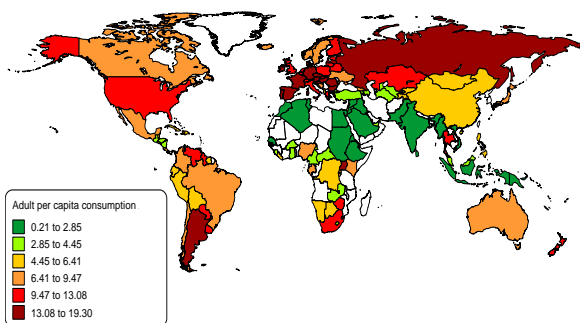 Adult per capita consumption
0.21 to 2.85
2.85 to 4.45
4.45 to 6.41
6.41 to 9.47
9.47 to 13.08
13.08 to 19.30